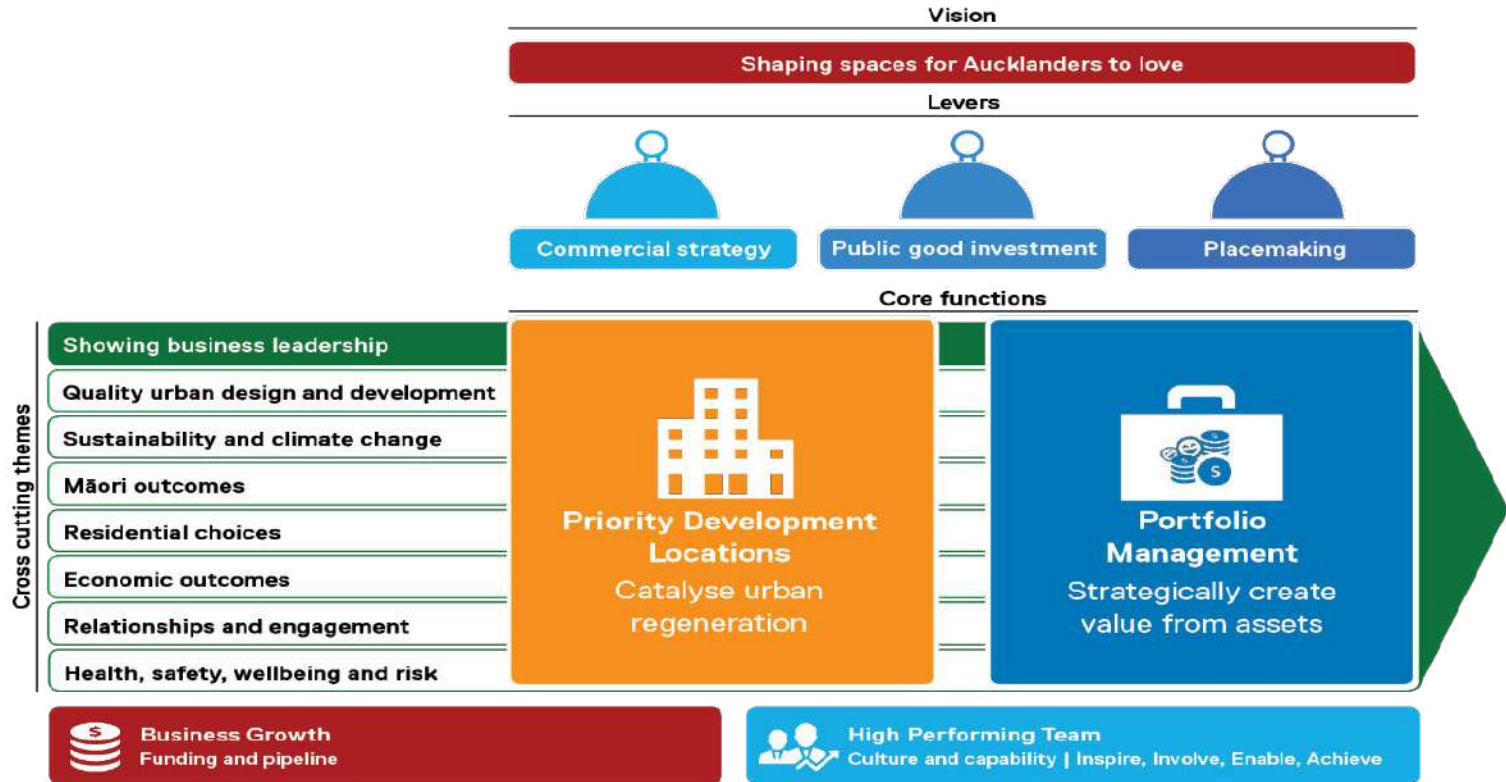 Vision
Shaping spaces for Aucklanders to love
Levers
Commercial strategy
Public good investment
Placemaking
Core functions
Cross cutting themes
Showing business leadership
Quality urban design and development
Sustainability and climate change
Māori outcomes
Residential choices
Economic outcomes
Relationships and engagement
Health, safety, wellbeing and risk
Priority Development
Locations
Catalyse urban
regeneration
$
$
$
Portfolio
Management
Strategically create
value from assets
$
Business Growth
Funding and pipeline
High Performing Team
Culture and capability | Inspire, Involve, Enable, Achieve